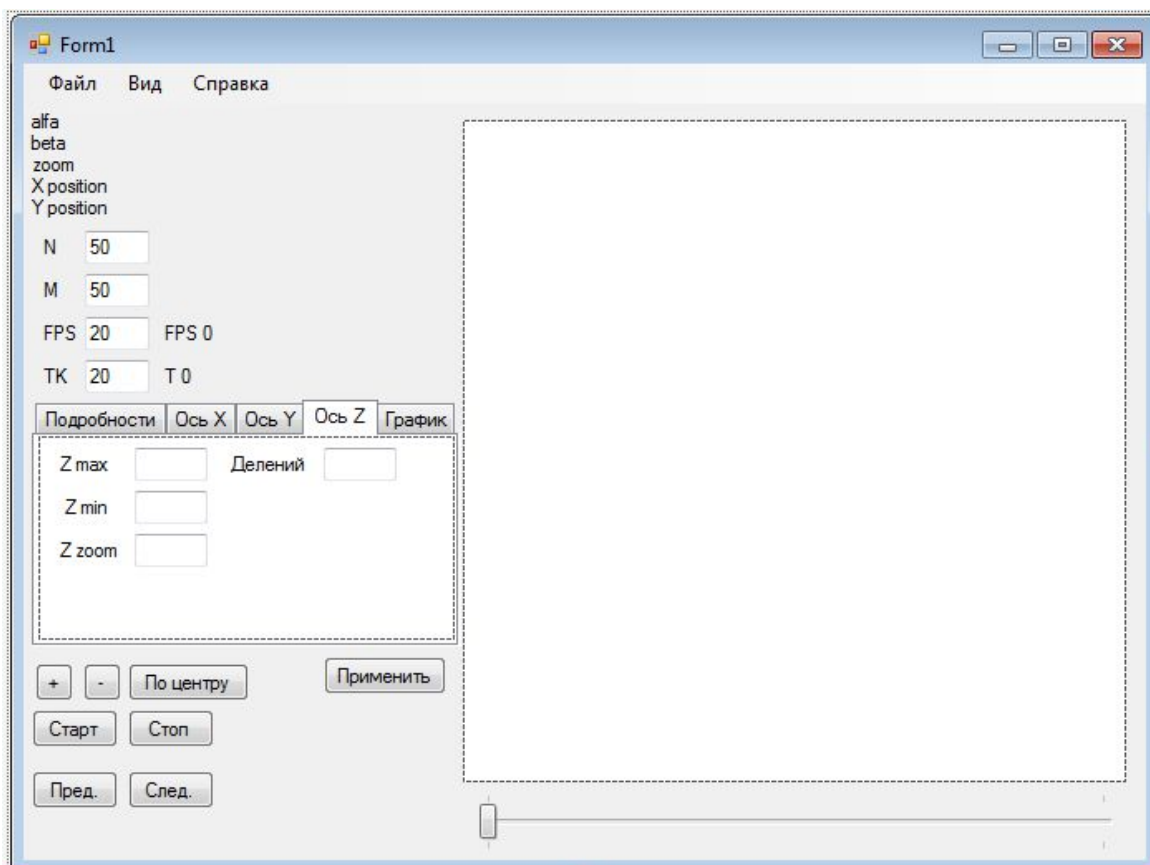 Form1
Файл Вид Справка
alfa
beta
zoom
X position
Y position
N 50
M 50
FPS 20 FPS 0
TK 20 T 0
Подробности Ось X Ось Y Ось Z График
Z max Делений
Z min
Z zoom
+ - По центру Применить
Старт Стоп
Пред. След.